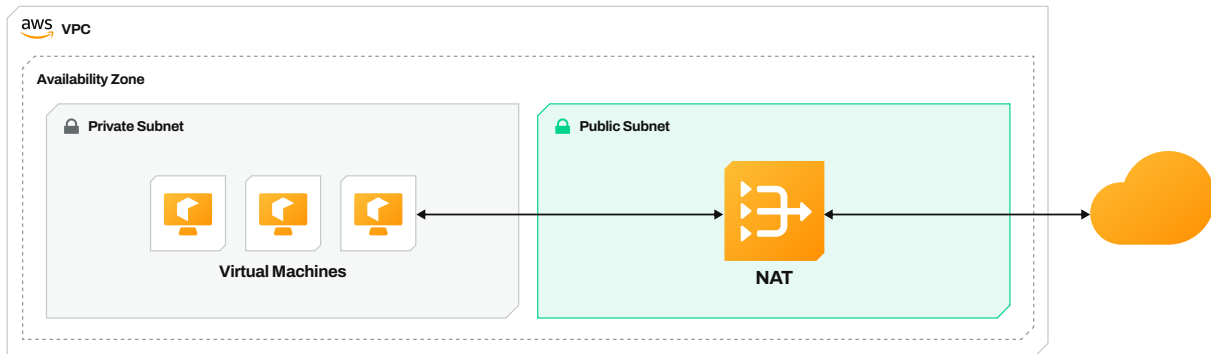 aws VPC
Availability Zone
Private Subnet
Public Subnet
Virtual Machines
NAT